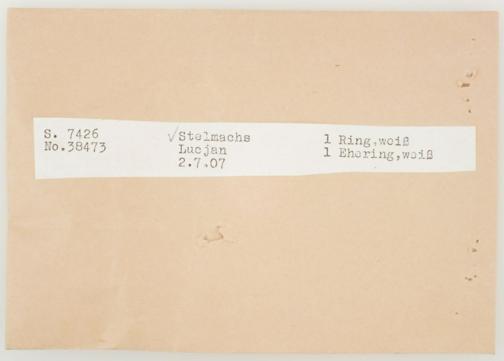 S. 7426
No.38473
✓Stelmachs
Lucjan
2.7.07
1 Ring,weiß
1 Ehering,weiß